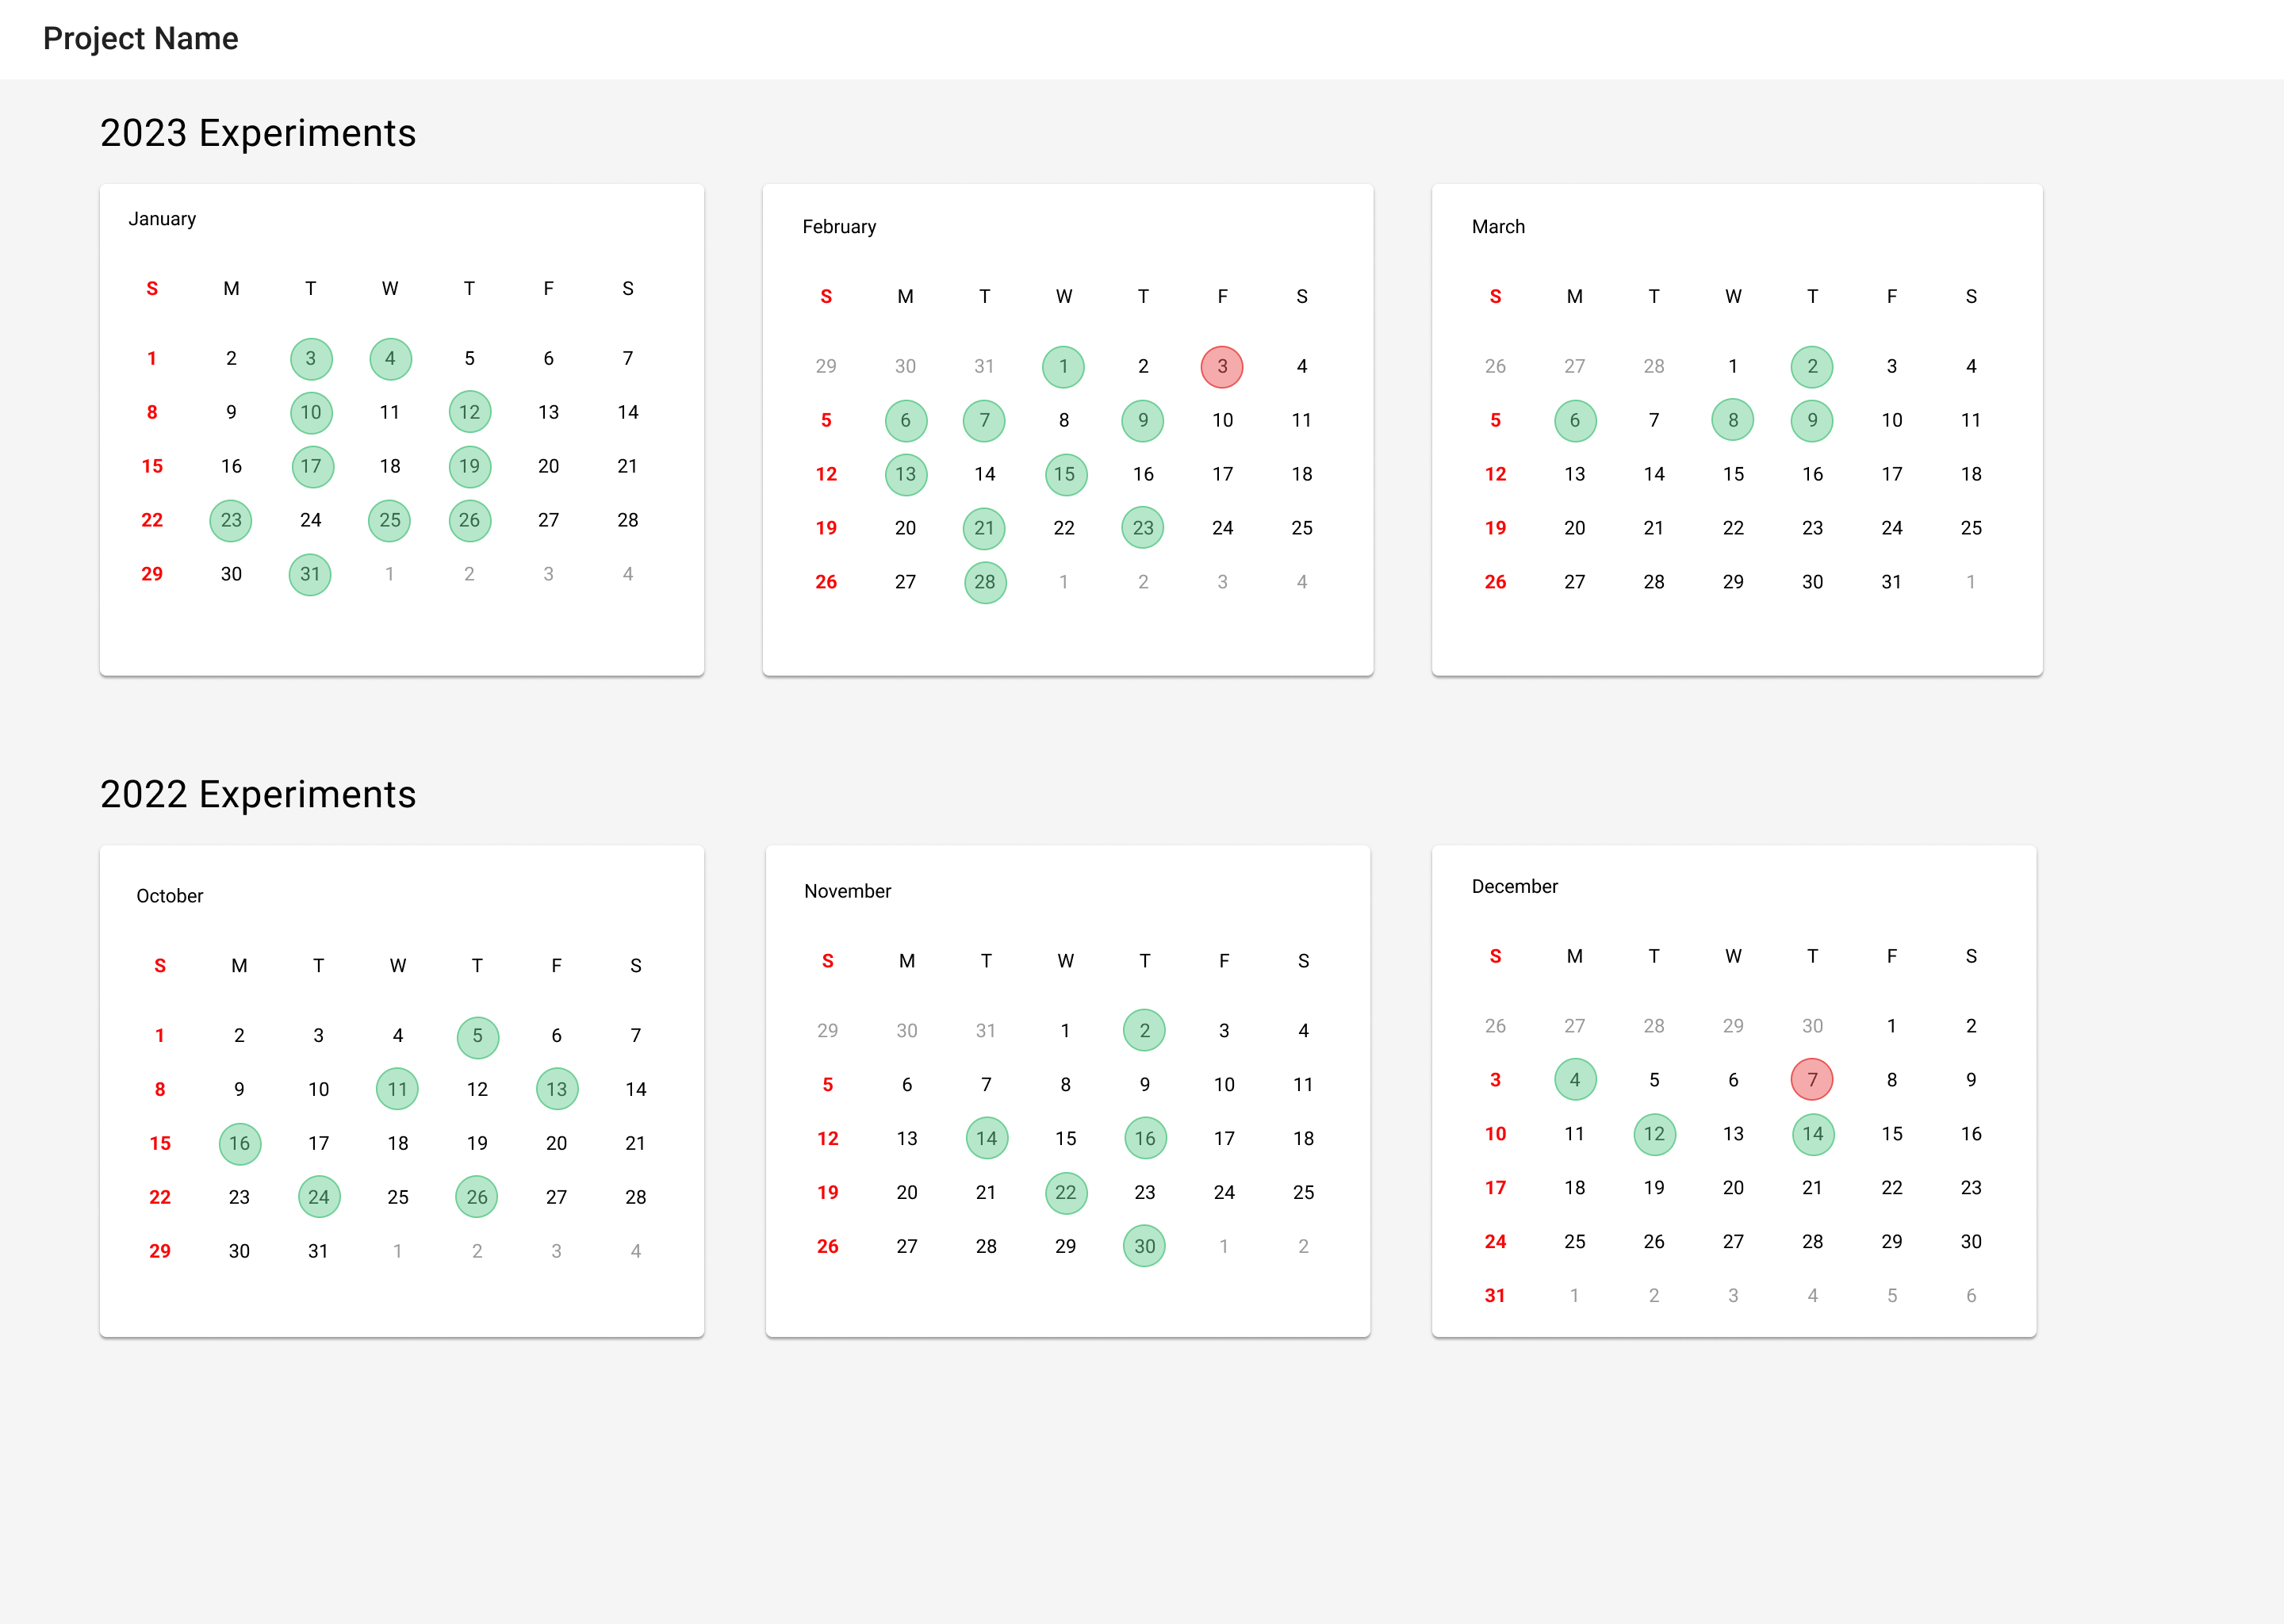 Project Name
2023 Experiments
January
S M T W T F S
1 2 3 4 5 6 7
8 9 10 11 12 13 14
15 16 17 18 19 20 21
22 23 24 25 26 27 28
29 30 31 1 2 3 4
February
S M T W T F S
29 30 31 1 2 3 4
5 6 7 8 9 10 11
12 13 14 15 16 17 18
19 20 21 22 23 24 25
26 27 28 1 2 3 4
March
S M T W T F S
26 27 28 1 2 3 4
5 6 7 8 9 10 11
12 13 14 15 16 17 18
19 20 21 22 23 24 25
26 27 28 29 30 31 1
2022 Experiments
October
S M T W T F S
1 2 3 4 5 6 7
8 9 10 11 12 13 14
15 16 17 18 19 20 21
22 23 24 25 26 27 28
29 30 31 1 2 3 4
November
S M T W T F S
29 30 31 1 2 3 4
5 6 7 8 9 10 11
12 13 14 15 16 17 18
19 20 21 22 23 24 25
26 27 28 29 30 1 2
December
S M T W T F S
26 27 28 29 30 1 2
3 4 5 6 7 8 9
10 11 12 13 14 15 16
17 18 19 20 21 22 23
24 25 26 27 28 29 30
31 1 2 3 4 5 6